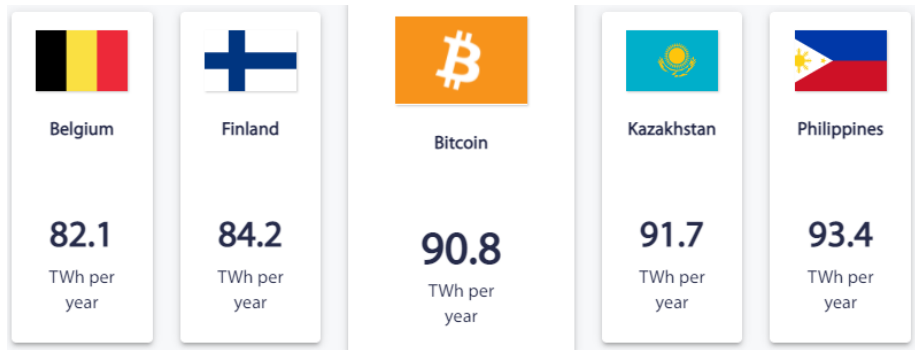 Belgium
82.1
TWh per
year
Finland
84.2
TWh per
year
Bitcoin
90.8
TWh per
year
Kazakhstan
91.7
TWh per
year
Philippines
93.4
TWh per
year